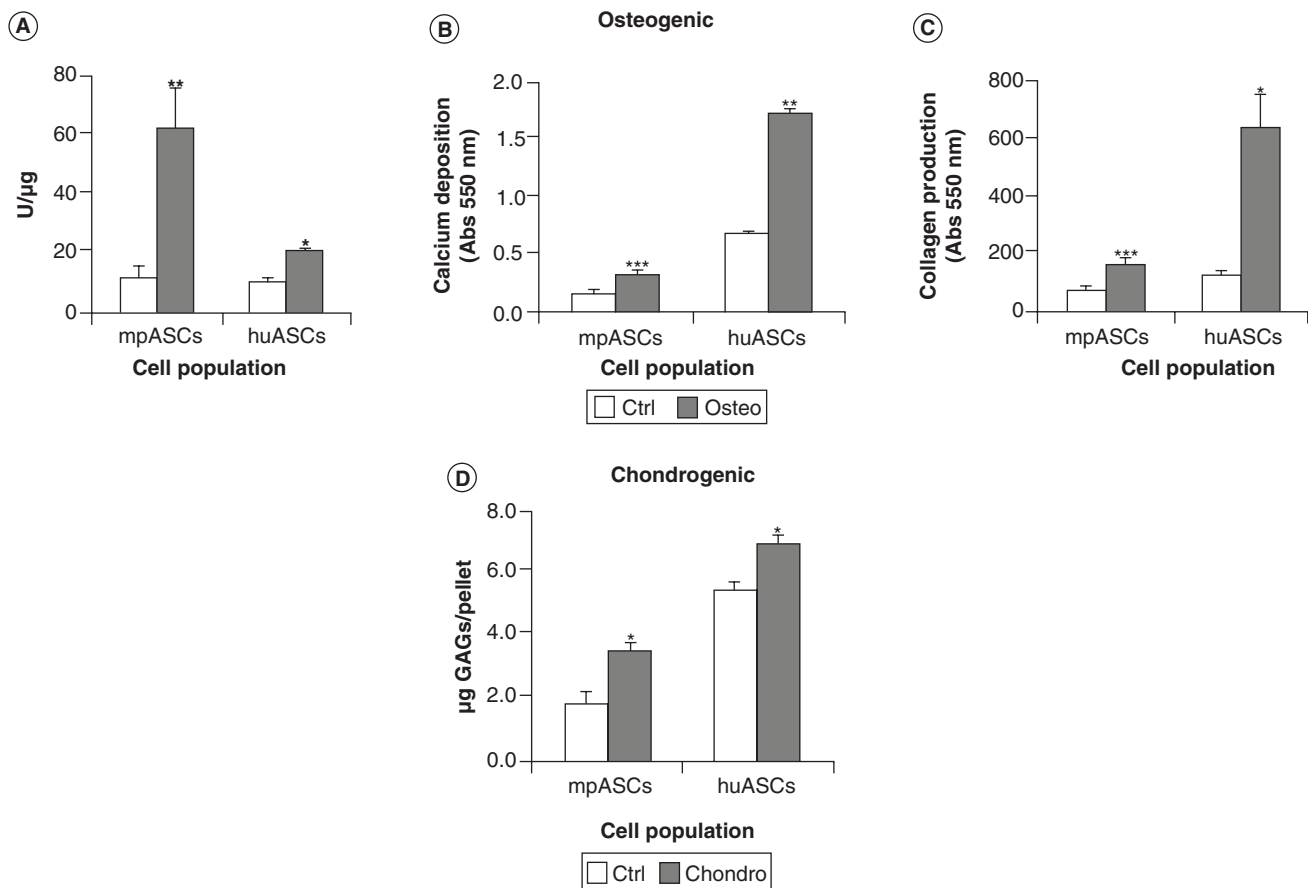 A
U/µg
80
60
40
20
0
**
*
mpASCs huASCs
Cell population
B
Osteogenic
Calcium deposition
(Abs 550 nm)
2.0
1.5
1.0
0.5
0.0
***
**
mpASCs huASCs
Cell population
Ctrl Osteo
C
Collagen production
(Abs 550 nm)
800
600
400
200
0
***
*
mpASCs huASCs
Cell population
D
Chondrogenic
µg GAGs/pellet
8.0
6.0
4.0
2.0
0.0
*
*
mpASCs huASCs
Cell population
Ctrl Chondro